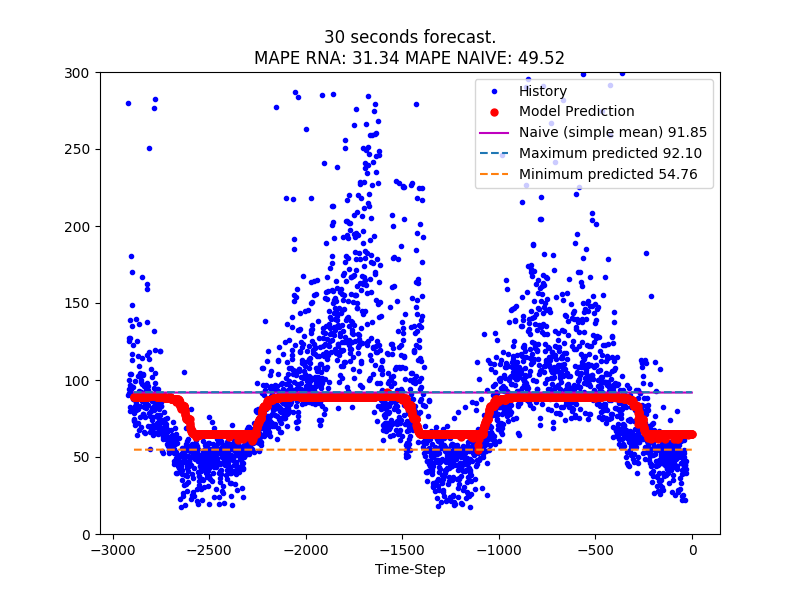 30 seconds forecast.
MAPE RNA: 31.34 MAPE NAIVE: 49.52
300
250
200
150
100
50
0
History
Model Prediction
Naive (simple mean) 91.85
Maximum predicted 92.10
Minimum predicted 54.76
−3000 −2500 −2000 −1500 −1000 −500 0
Time-Step